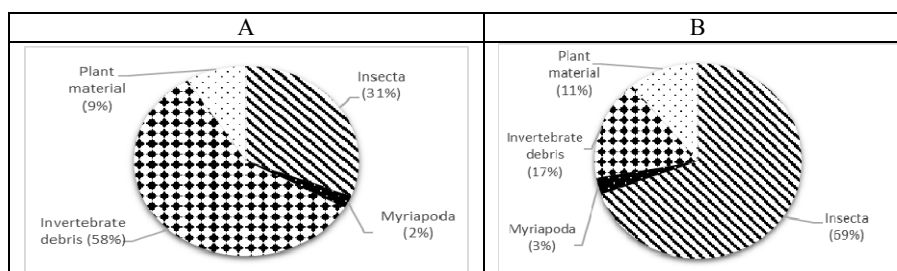 A
B
Plant
material
(9%)
Insecta
(31%)
Invertebrate
debris (58%)
Myriapoda
(2%)
Plant
material
(11%)
Invertebrate
debris
(17%)
Myriapoda
(3%)
Insecta
(69%)